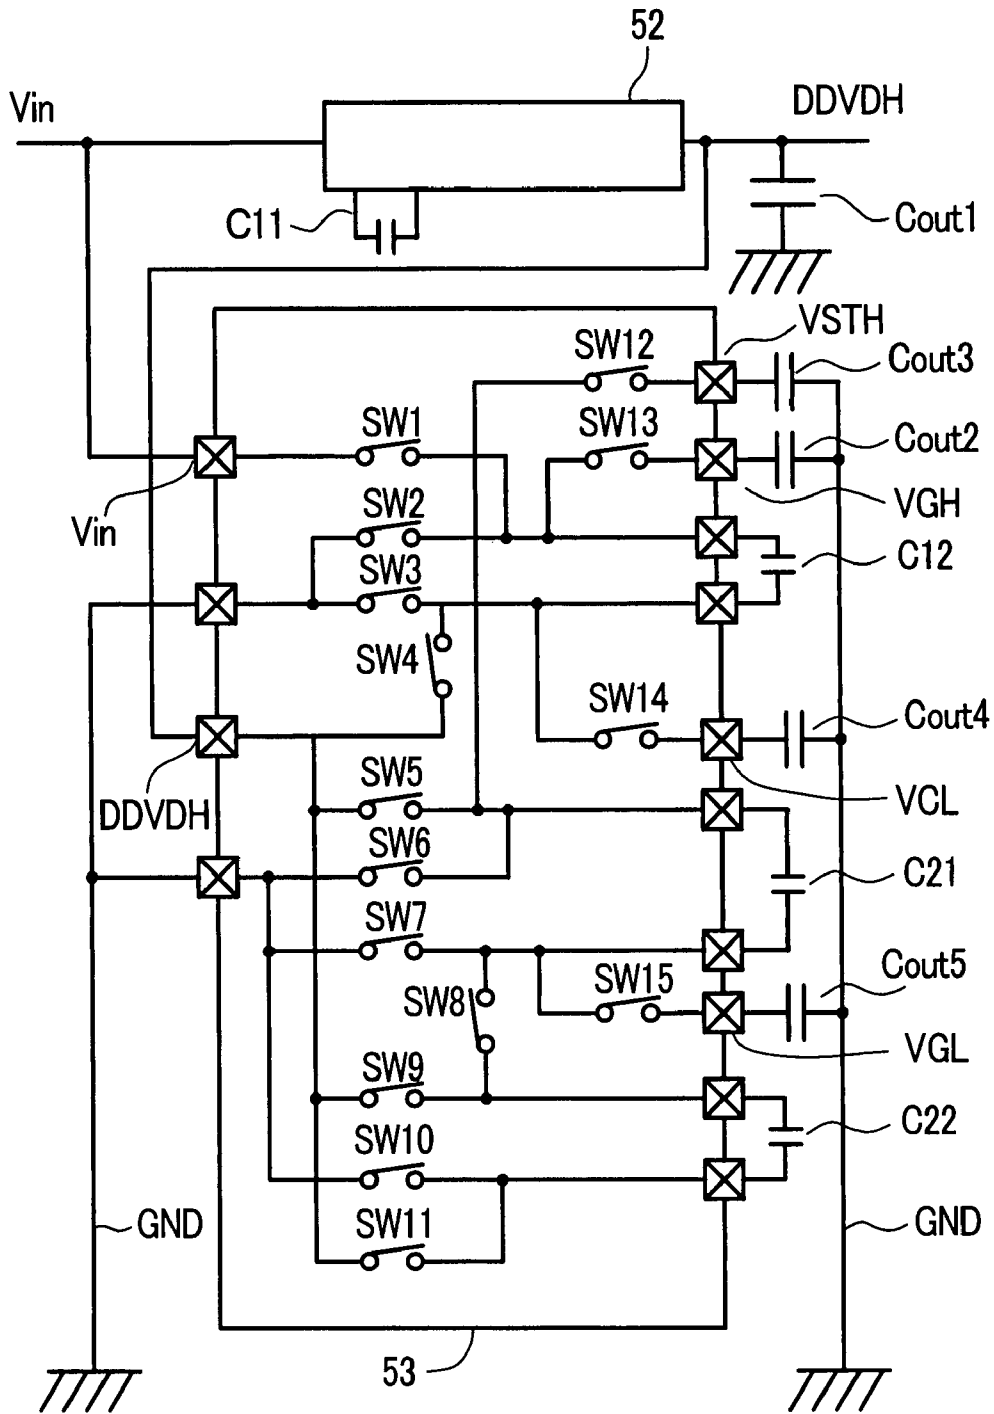 52
Vin
DDVDH
C11
Cout1
VSTH
SW12
Cout3
SW1
SW13
Cout2
Vin
SW2
VGH
SW3
C12
SW4
SW14
Cout4
DDVDH
SW5
VCL
SW6
C21
SW7
Cout5
SW8
SW15
VGL
SW9
C22
SW10
GND
SW11
GND
53